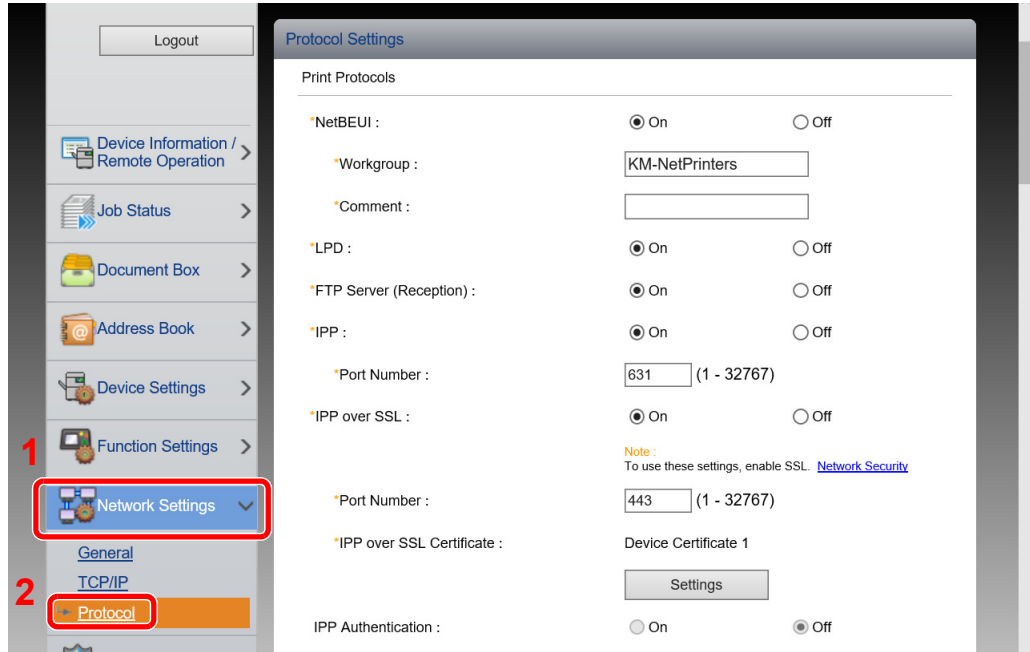 Logout
Device Information /
Remote Operation
Job Status
Document Box
Address Book
Device Settings
1
Function Settings
Network Settings
General
TCP/IP
2
Protocol
Protocol Settings
Print Protocols
*NetBEUI : On Off
*Workgroup : KM-NetPrinters
*Comment :
*LPD : On Off
*FTP Server (Reception) : On Off
*IPP : On Off
*Port Number : 631 (1 - 32767)
*IPP over SSL : On Off
Note :
To use these settings, enable SSL. Network Security
*Port Number : 443 (1 - 32767)
*IPP over SSL Certificate : Device Certificate 1
Settings
IPP Authentication : On Off